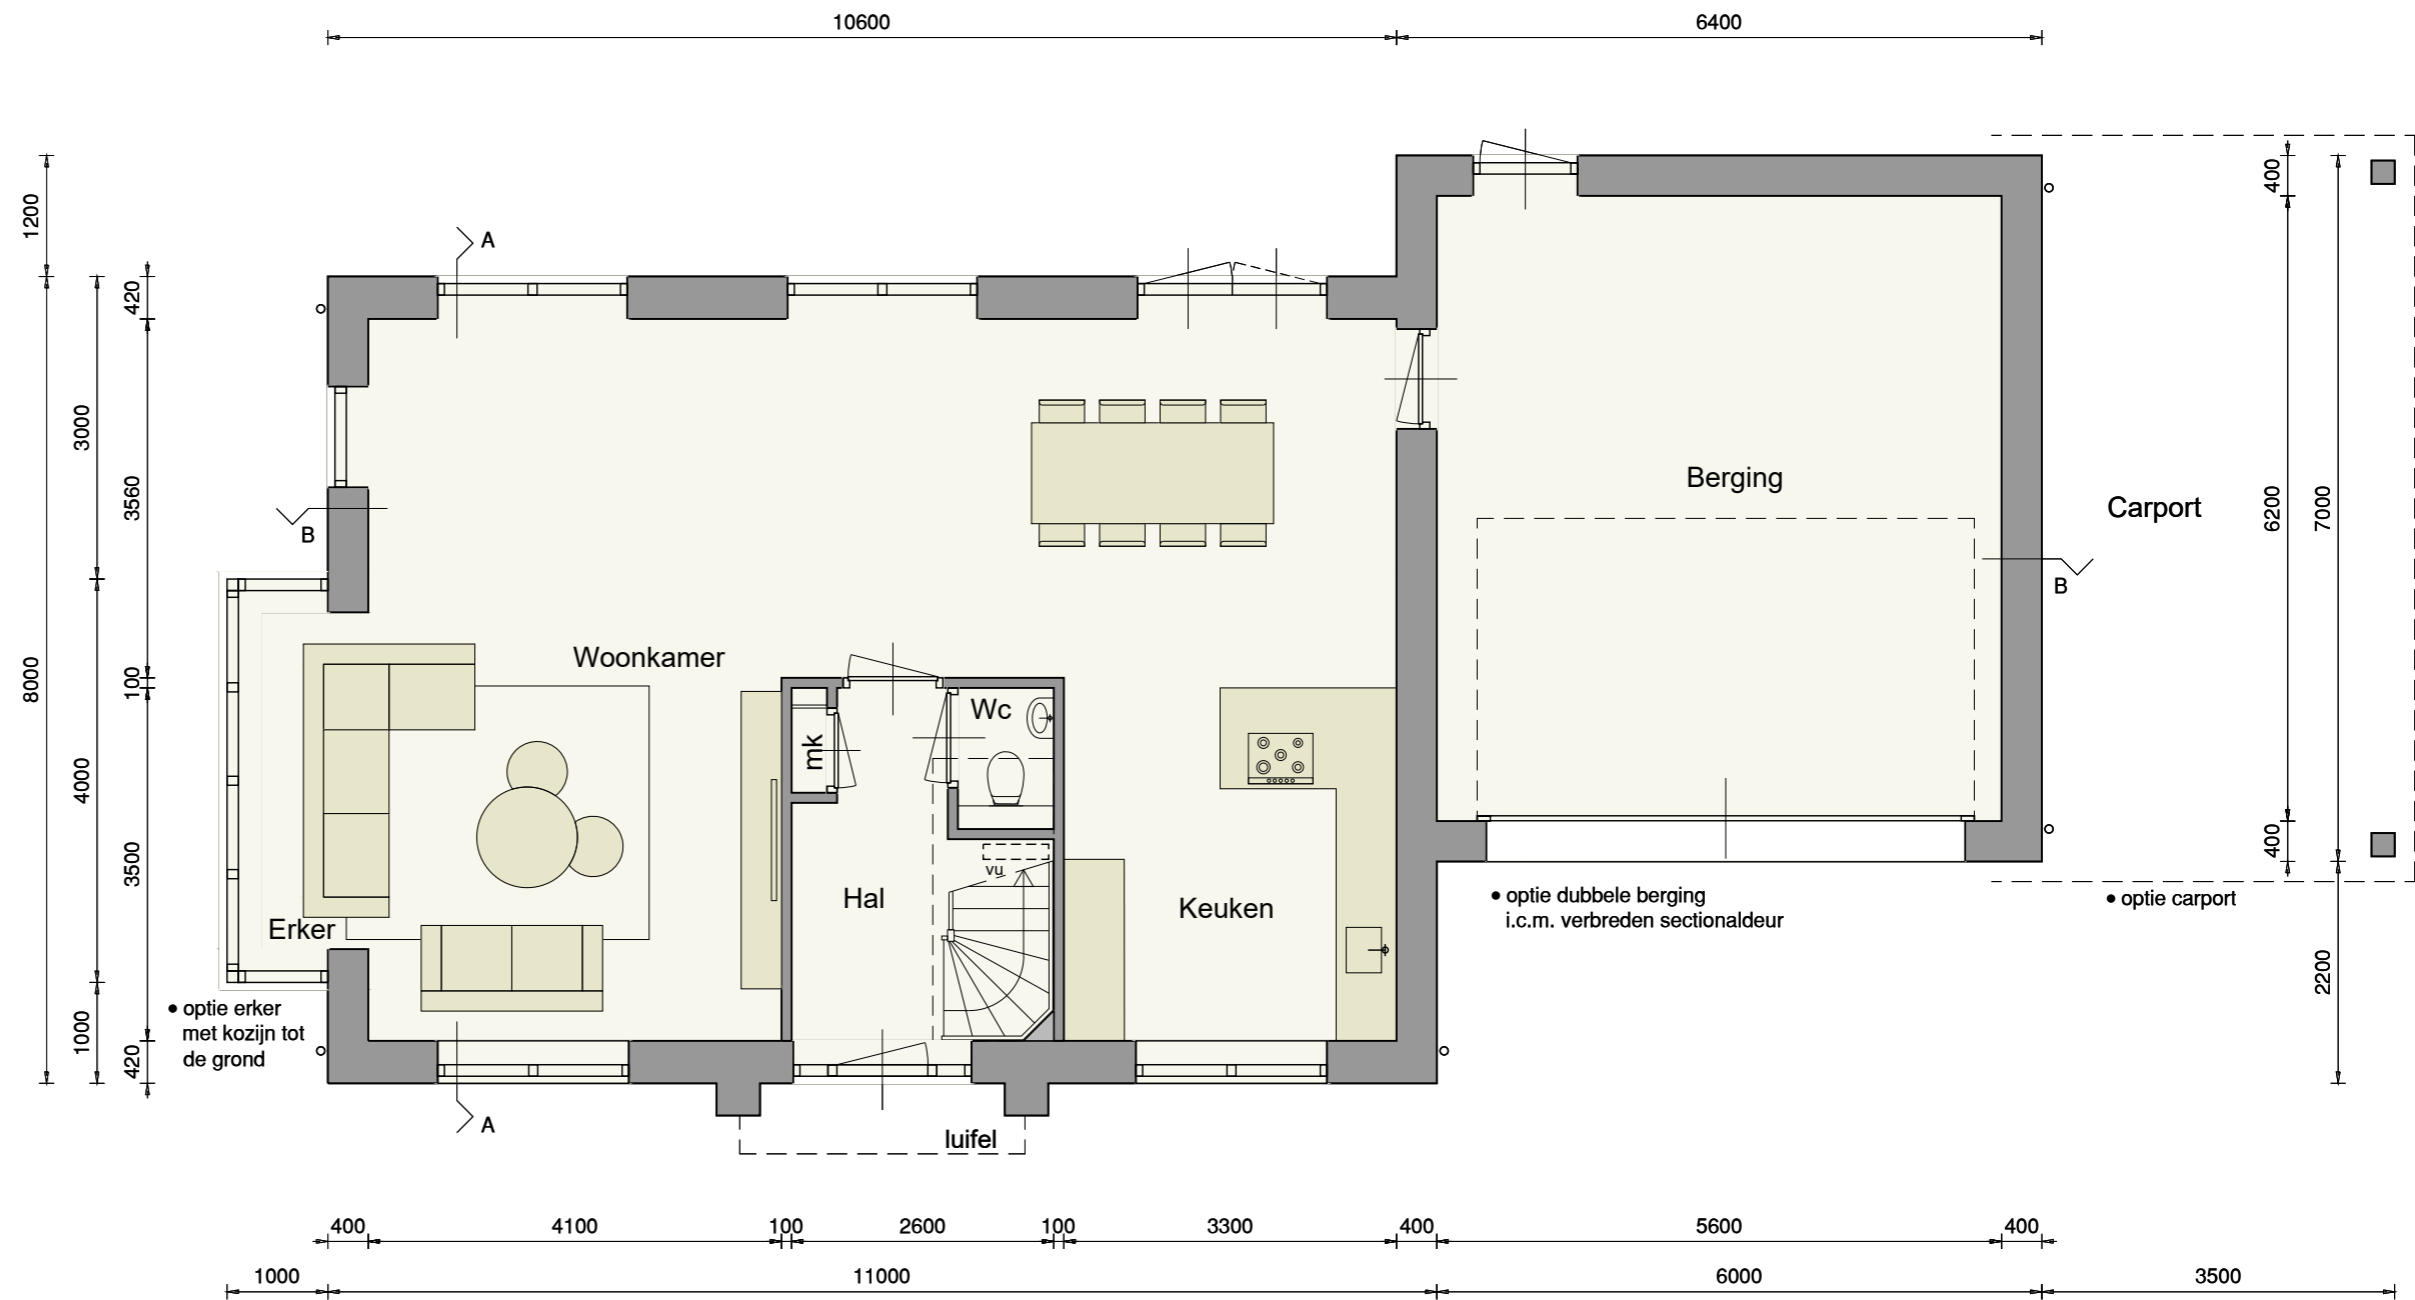 10600
6400
1200
8000
3000
4000
1000
420
3560
100
3500
420
A
B
Woonkamer
Erker
mk
Wc
Hal
vu
Keuken
Berging
Carport
B
400
6200
400
7000
2200
• optie dubbele berging
i.c.m. verbreden sectionaldeur
• optie carport
• optie erker
met kozijn tot
de grond
A
luifel
400
4100
100
2600
100
3300
400
5600
400
1000
11000
6000
3500